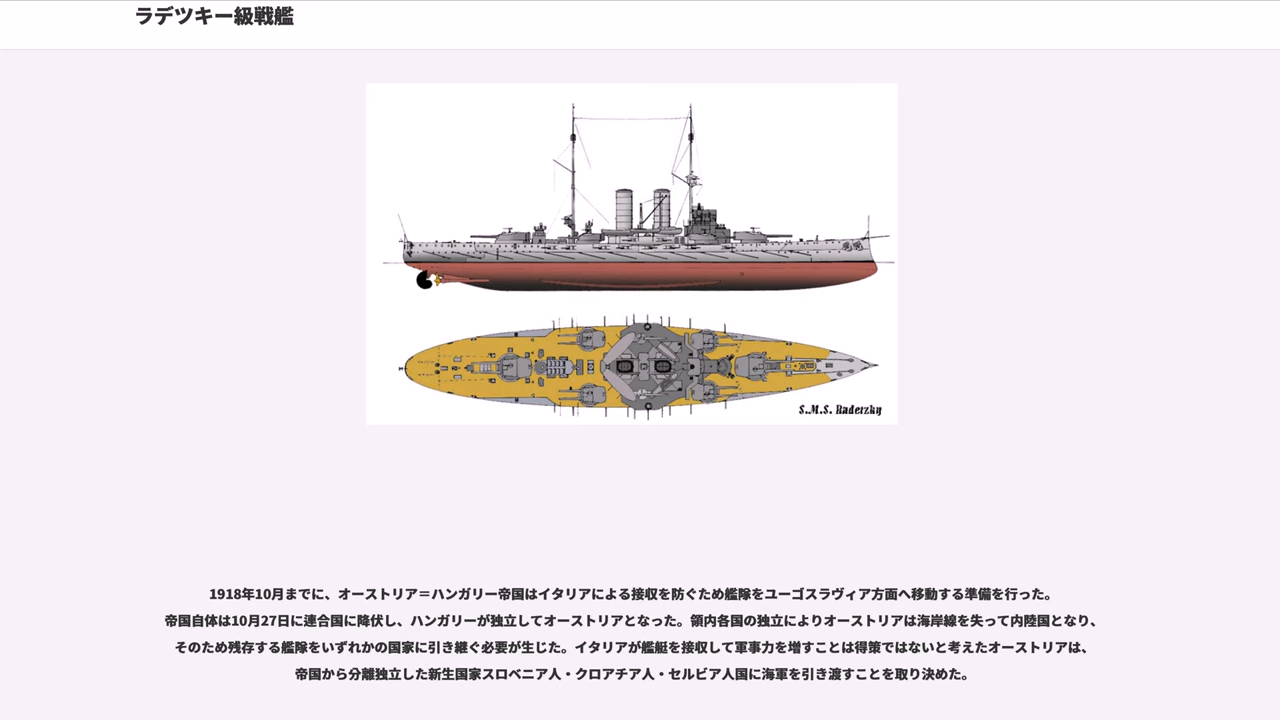 ラデツキー級戦艦
S.M.S. Radetzky
1918年10月までに、オーストリア＝ハンガリー帝国はイタリアによる接収を防ぐため艦隊をユーゴスラヴィア方面へ移動する準備を行った。
帝国自体は10月27日に連合国に降伏し、ハンガリーが独立してオーストリアとなった。領内各国の独立によりオーストリアは海岸線を失って内陸国となり、
そのため残存する艦隊をいずれかの国家に引き継ぐ必要が生じた。イタリアが艦艇を接収して軍事力を増すことは得策ではないと考えたオーストリアは、
帝国から分離独立した新生国家スロベニア人・クロアチア人・セルビア人国に海軍を引き渡すことを取り決めた。